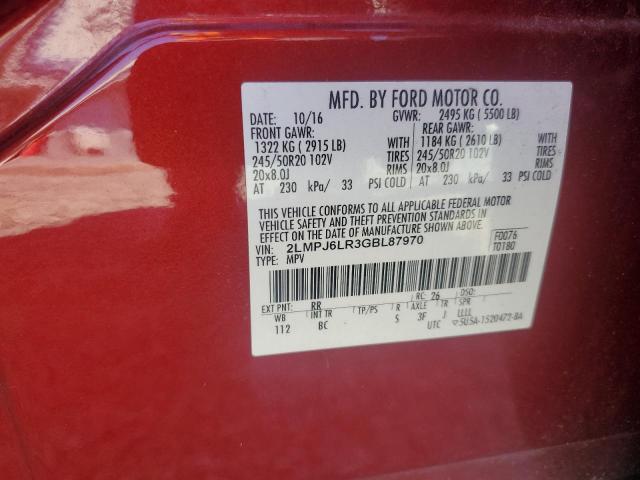 MFD. BY FORD MOTOR CO.
DATE: 10/16 GVWR: 2495 KG ( 5500 LB)
FRONT GAWR: REAR GAWR:
1322 KG ( 2915 LB) WITH 1184 KG ( 2610 LB) WITH
245/50R20 102V TIRES 245/50R20 102V TIRES
20x8.0J RIMS 20x8.0J RIMS
AT 230 kPa/ 33 PSI COLD AT 230 kPa/ 33 PSI COLD
THIS VEHICLE CONFORMS TO ALL APPLICABLE FEDERAL MOTOR
VEHICLE SAFETY AND THEFT PREVENTION STANDARDS IN
EFFECT ON THE DATE OF MANUFACTURE SHOWN ABOVE.
VIN: 2LMPJ6LR3GBL87970 F0076
TYPE: MPV T0180
EXT PNT: RR RC: 26 DSO:
WB INT TR TP/PS R AXLE TR SPR
112 BC S 3F J LLLL
UTC 5U5A-1520472-BA